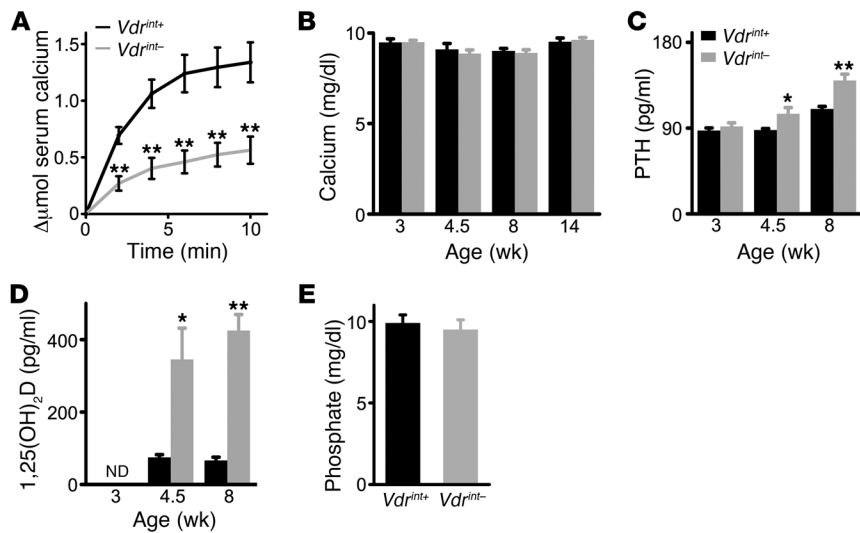 A
Vdr^int+
Vdr^int–
Δμmol serum calcium
1.5
1.0
0.5
0
** ** ** ** **
0 5 10
Time (min)
B
Calcium (mg/dl)
10
5
0
3 4.5 8 14
Age (wk)
C
Vdr^int+
Vdr^int–
PTH (pg/ml)
180
90
0
* **
3 4.5 8
Age (wk)
D
1,25(OH)₂D (pg/ml)
400
200
0
ND
* **
3 4.5 8
Age (wk)
E
Phosphate (mg/dl)
10
5
0
Vdr^int+ Vdr^int–